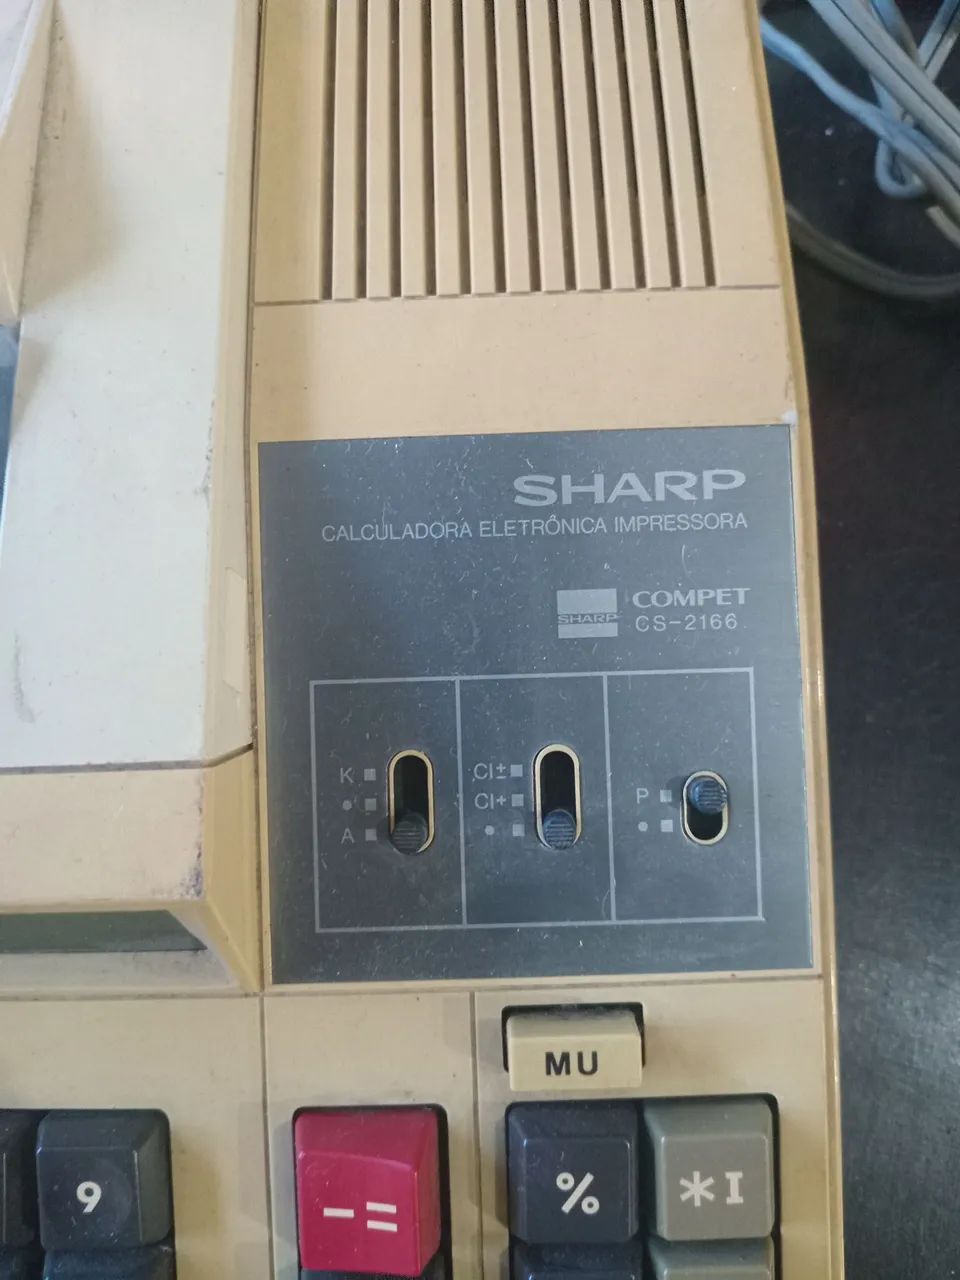 SHARP
CALCULADORA ELETRÔNICA IMPRESSORA
SHARP COMPET
CS-2166
K CI± 
• CI+ P
A • •
MU
9 -= % *I